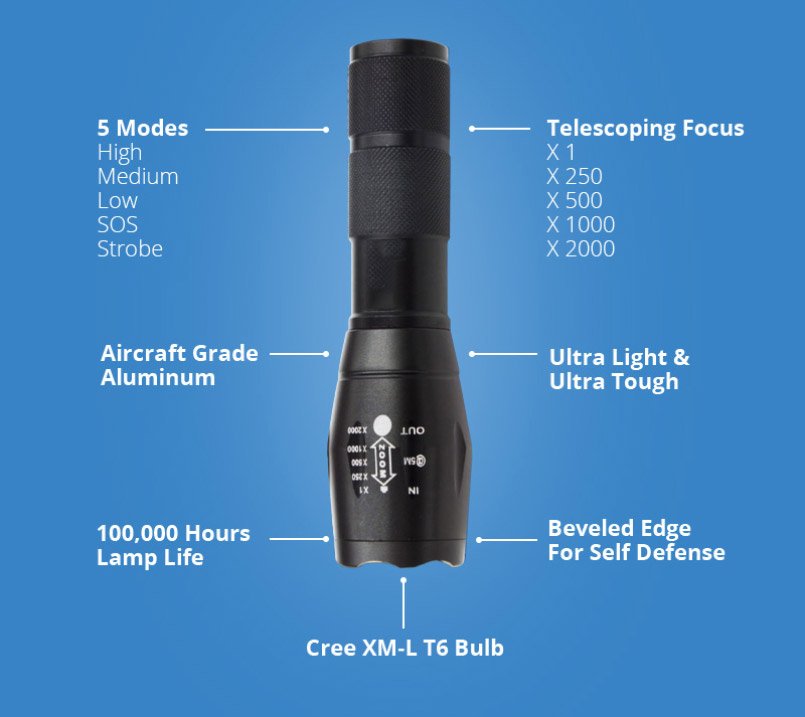 5 Modes
High
Medium
Low
SOS
Strobe
Telescoping Focus
X 1
X 250
X 500
X 1000
X 2000
Aircraft Grade
Aluminum
Ultra Light &
Ultra Tough
X 2000
OUT
X 1000
ZOOM
X 500
@5M
X 250
X 1
IN
100,000 Hours
Lamp Life
Beveled Edge
For Self Defense
Cree XM-L T6 Bulb